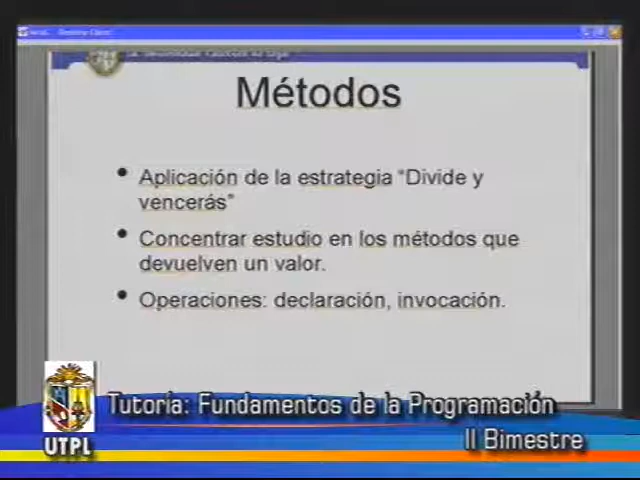 Métodos
• Aplicación de la estrategia “Divide y
vencerás”
• Concentrar estudio en los métodos que
devuelven un valor.
• Operaciones: declaración, invocación.
Tutoría: Fundamentos de la Programación
UTPL
II Bimestre